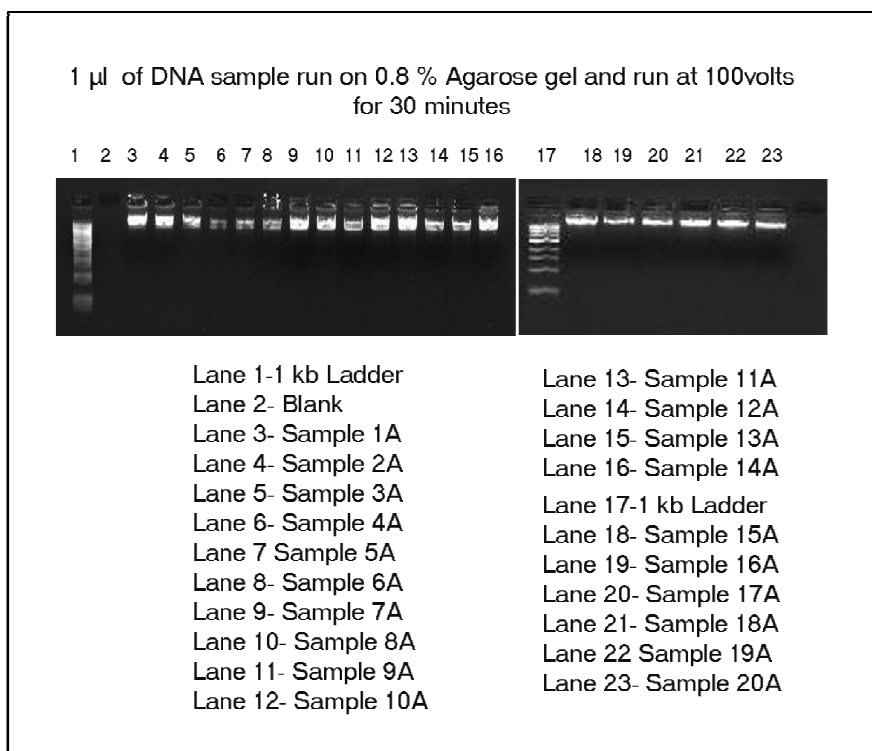 1 µl of DNA sample run on 0.8 % Agarose gel and run at 100volts
for 30 minutes
1 2 3 4 5 6 7 8 9 10 11 12 13 14 15 16 17 18 19 20 21 22 23
Lane 1-1 kb Ladder
Lane 2- Blank
Lane 3- Sample 1A
Lane 4- Sample 2A
Lane 5- Sample 3A
Lane 6- Sample 4A
Lane 7 Sample 5A
Lane 8- Sample 6A
Lane 9- Sample 7A
Lane 10- Sample 8A
Lane 11- Sample 9A
Lane 12- Sample 10A
Lane 13- Sample 11A
Lane 14- Sample 12A
Lane 15- Sample 13A
Lane 16- Sample 14A
Lane 17-1 kb Ladder
Lane 18- Sample 15A
Lane 19- Sample 16A
Lane 20- Sample 17A
Lane 21- Sample 18A
Lane 22 Sample 19A
Lane 23- Sample 20A